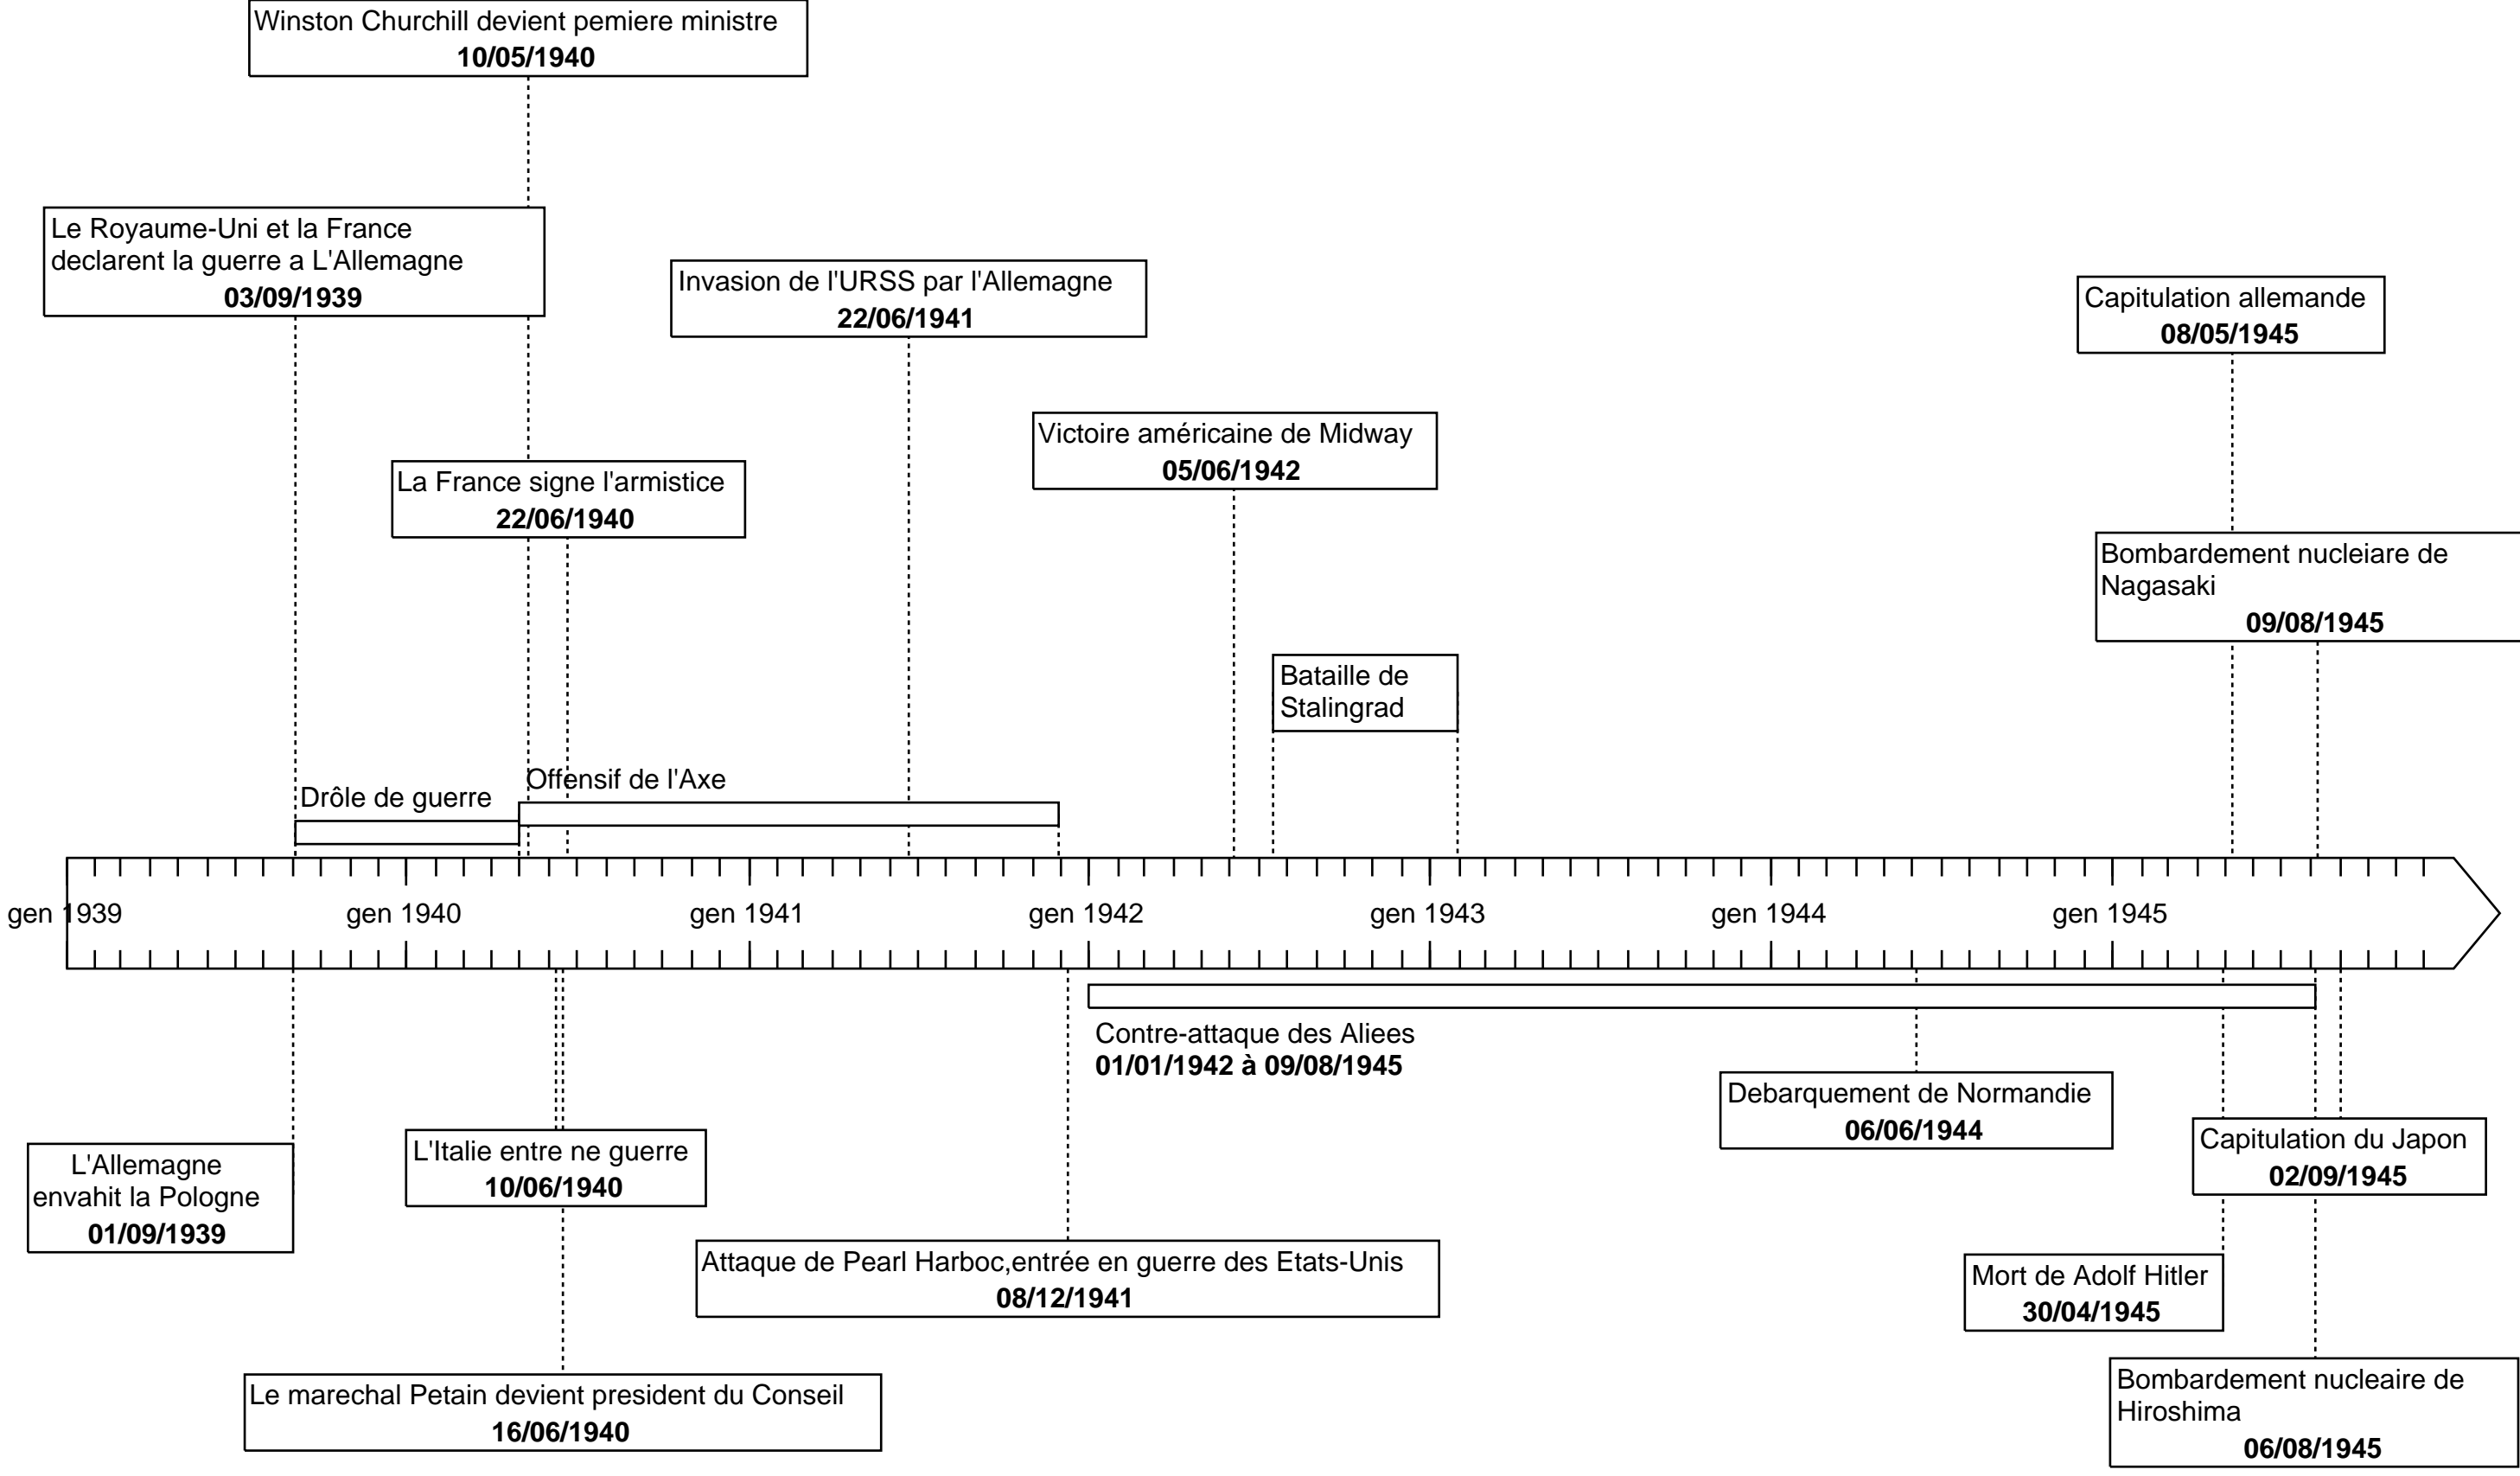 Winston Churchill devient pemiere ministre
10/05/1940
Le Royaume-Uni et la France
declarent la guerre a L'Allemagne
03/09/1939
Invasion de l'URSS par l'Allemagne
22/06/1941
Capitulation allemande
08/05/1945
Victoire américaine de Midway
05/06/1942
La France signe l'armistice
22/06/1940
Bombardement nucleiare de
Nagasaki
09/08/1945
Bataille de
Stalingrad
Offensif de l'Axe
Drôle de guerre
gen 1939
gen 1940
gen 1941
gen 1942
gen 1943
gen 1944
gen 1945
Contre-attaque des Aliees
01/01/1942 à 09/08/1945
Debarquement de Normandie
06/06/1944
Capitulation du Japon
02/09/1945
L'Italie entre ne guerre
10/06/1940
L'Allemagne
envahit la Pologne
01/09/1939
Attaque de Pearl Harboc,entrée en guerre des Etats-Unis
08/12/1941
Mort de Adolf Hitler
30/04/1945
Le marechal Petain devient president du Conseil
16/06/1940
Bombardement nucleaire de
Hiroshima
06/08/1945